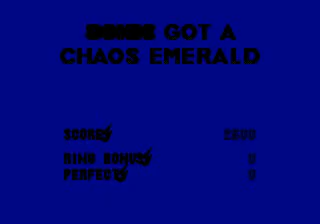 GOT A
CHAOS EMERALD
SCORE
RING BONUS 0
PERFECT 0